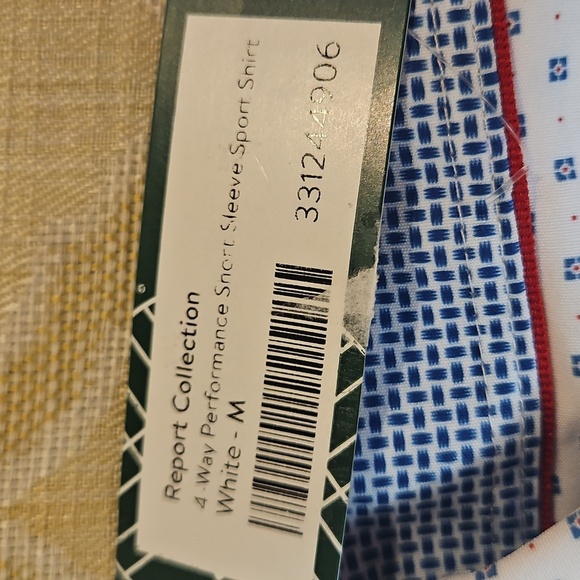 Report Collection
4-Way Performance Short Sleeve Sport Shirt
White - M
331244906